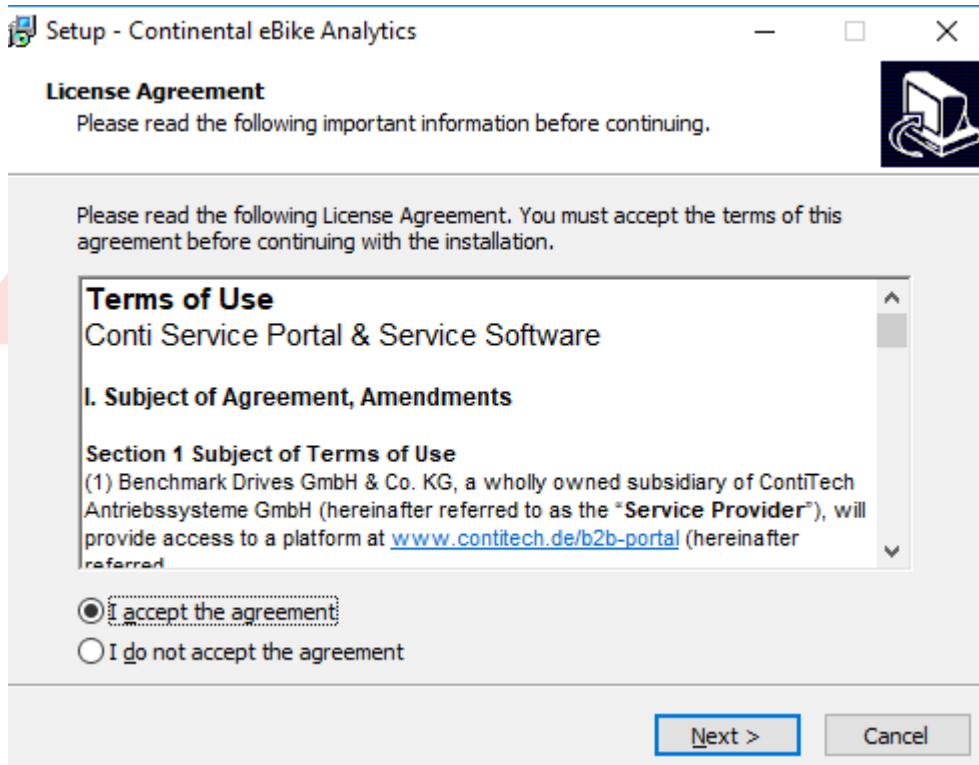 Setup - Continental eBike Analytics
License Agreement
Please read the following important information before continuing.
Please read the following License Agreement. You must accept the terms of this
agreement before continuing with the installation.
Terms of Use
Conti Service Portal & Service Software
I. Subject of Agreement, Amendments
Section 1 Subject of Terms of Use
(1) Benchmark Drives GmbH & Co. KG, a wholly owned subsidiary of ContiTech
Antriebssysteme GmbH (hereinafter referred to as the “Service Provider”), will
provide access to a platform at www.contitech.de/b2b-portal (hereinafter
referred
I accept the agreement
I do not accept the agreement
Next > Cancel